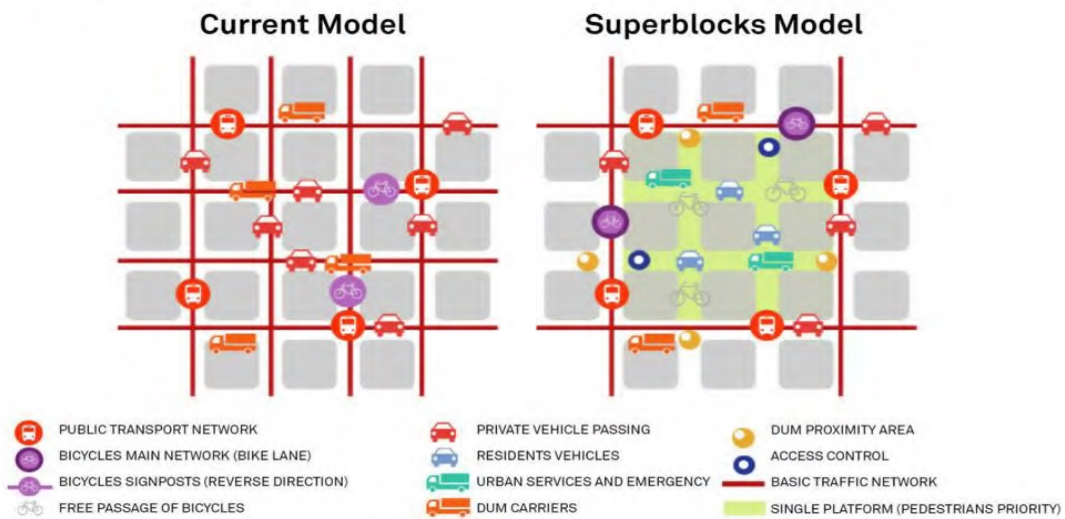 Current Model
Superblocks Model
PUBLIC TRANSPORT NETWORK
BICYCLES MAIN NETWORK (BIKE LANE)
BICYCLES SIGNPOSTS (REVERSE DIRECTION)
FREE PASSAGE OF BICYCLES
PRIVATE VEHICLE PASSING
RESIDENTS VEHICLES
URBAN SERVICES AND EMERGENCY
DUM CARRIERS
DUM PROXIMITY AREA
ACCESS CONTROL
BASIC TRAFFIC NETWORK
SINGLE PLATFORM (PEDESTRIANS PRIORITY)